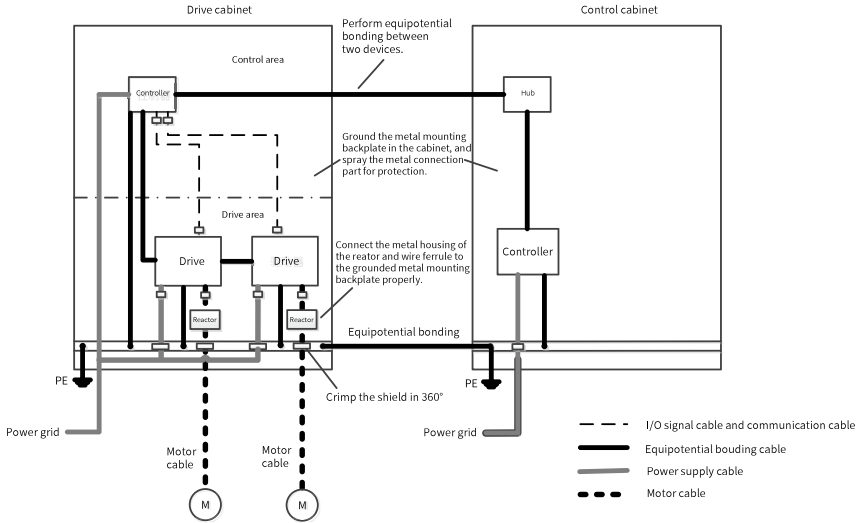 Drive cabinet
Control cabinet
Perform equipotential
bonding between
two devices.
Control area
Controller
Hub
Ground the metal mounting
backplate in the cabinet, and
spray the metal connection
part for protection.
Drive area
Connect the metal housing of
the reator and wire ferrule to
the grounded metal mounting
backplate properly.
Drive
Drive
Controller
Reactor
Reactor
Equipotential bonding
PE
PE
Crimp the shield in 360°
Power grid
Power grid
Motor
cable
Motor
cable
M
M
I/O signal cable and communication cable
Equipotential bouding cable
Power supply cable
Motor cable